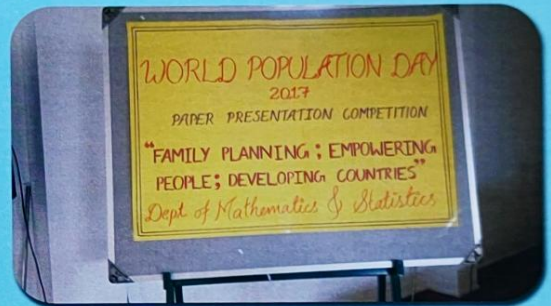 WORLD POPULATION DAY
2017
PAPER PRESENTATION COMPETITION
"FAMILY PLANNING; EMPOWERING
PEOPLE; DEVELOPING COUNTRIES"
Dept of Mathematics & Statistics